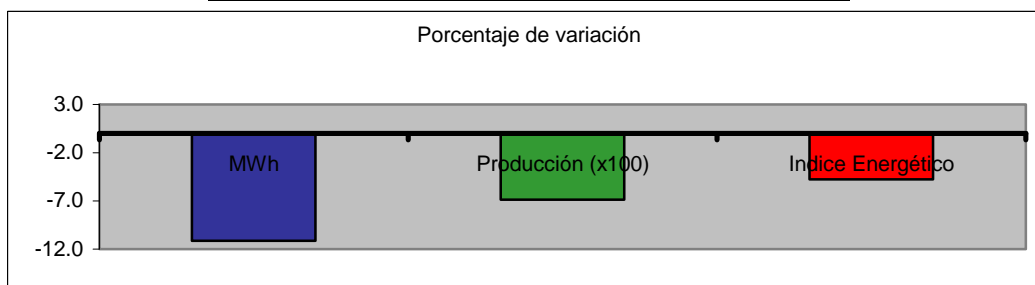 Porcentaje de variación
3.0
-2.0
MWh Producción (x100) Indice Energético
-7.0
-12.0